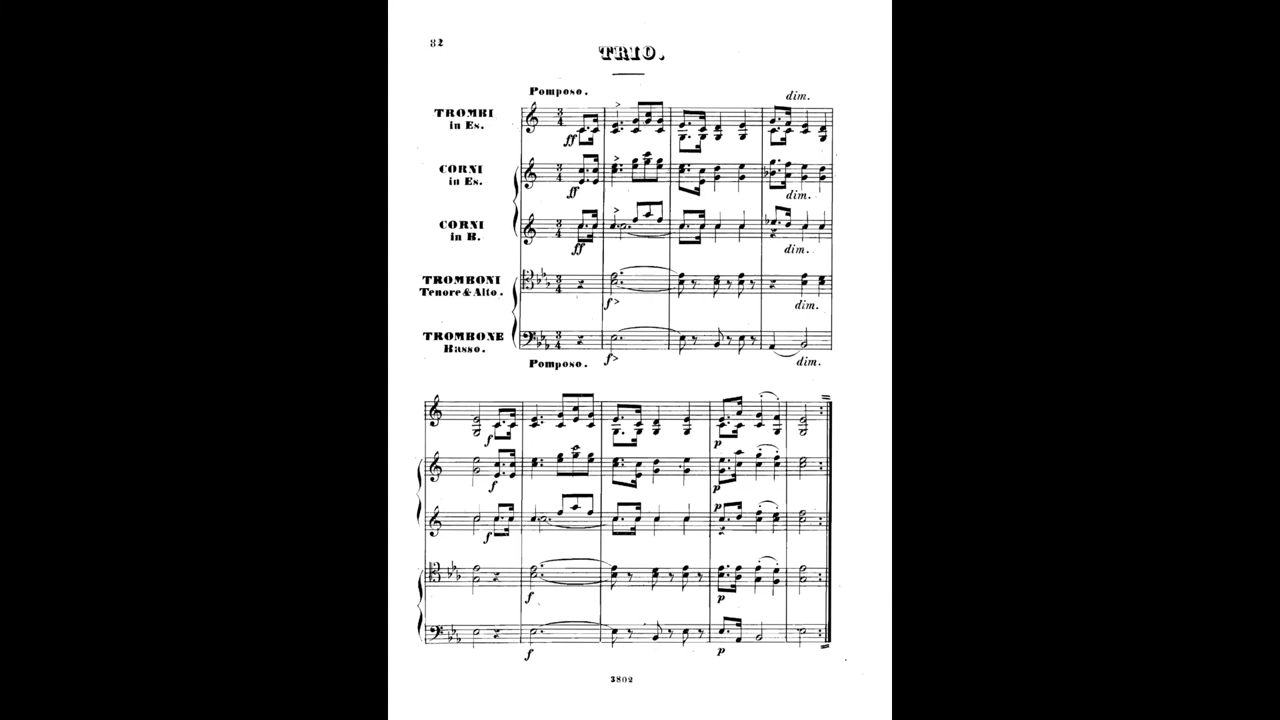 82
TRIO.
Pomposo.
dim.
TROMBI
in Es.
ff
CORNI
in Es.
ff
dim.
CORNI
in B.
ff
dim.
TROMBONI
Tenore & Alto.
f
dim.
TROMBONE
Basso.
f
dim.
Pomposo.
f
p
f
p
f
p
f
p
f
p
3802